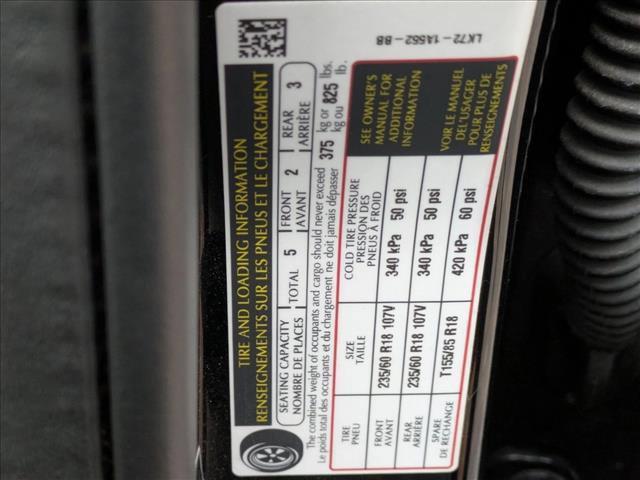 LK72-1A552-BB
TIRE AND LOADING INFORMATION
RENSEIGNEMENTS SUR LES PNEUS ET LE CHARGEMENT
SEATING CAPACITY TOTAL 5 FRONT 2 REAR 3
NOMBRE DE PLACES AVANT ARRIÈRE
The combined weight of occupants and cargo should never exceed 375 kg or 825 lbs.
Le poids total des occupants et du chargement ne doit jamais dépasser kg ou lb.
TIRE SIZE COLD TIRE PRESSURE
PNEU TAILLE PRESSION DES
PNEUS À FROID
FRONT 235/60 R18 107V 340 kPa 50 psi
AVANT
REAR 235/60 R18 107V 340 kPa 50 psi
ARRIÈRE
SPARE T155/85 R18 420 kPa 60 psi
DE RECHANGE
SEE OWNER'S
MANUAL FOR
ADDITIONAL
INFORMATION
VOIR LE MANUEL
DE L'USAGER
POUR PLUS DE
RENSEIGNEMENTS